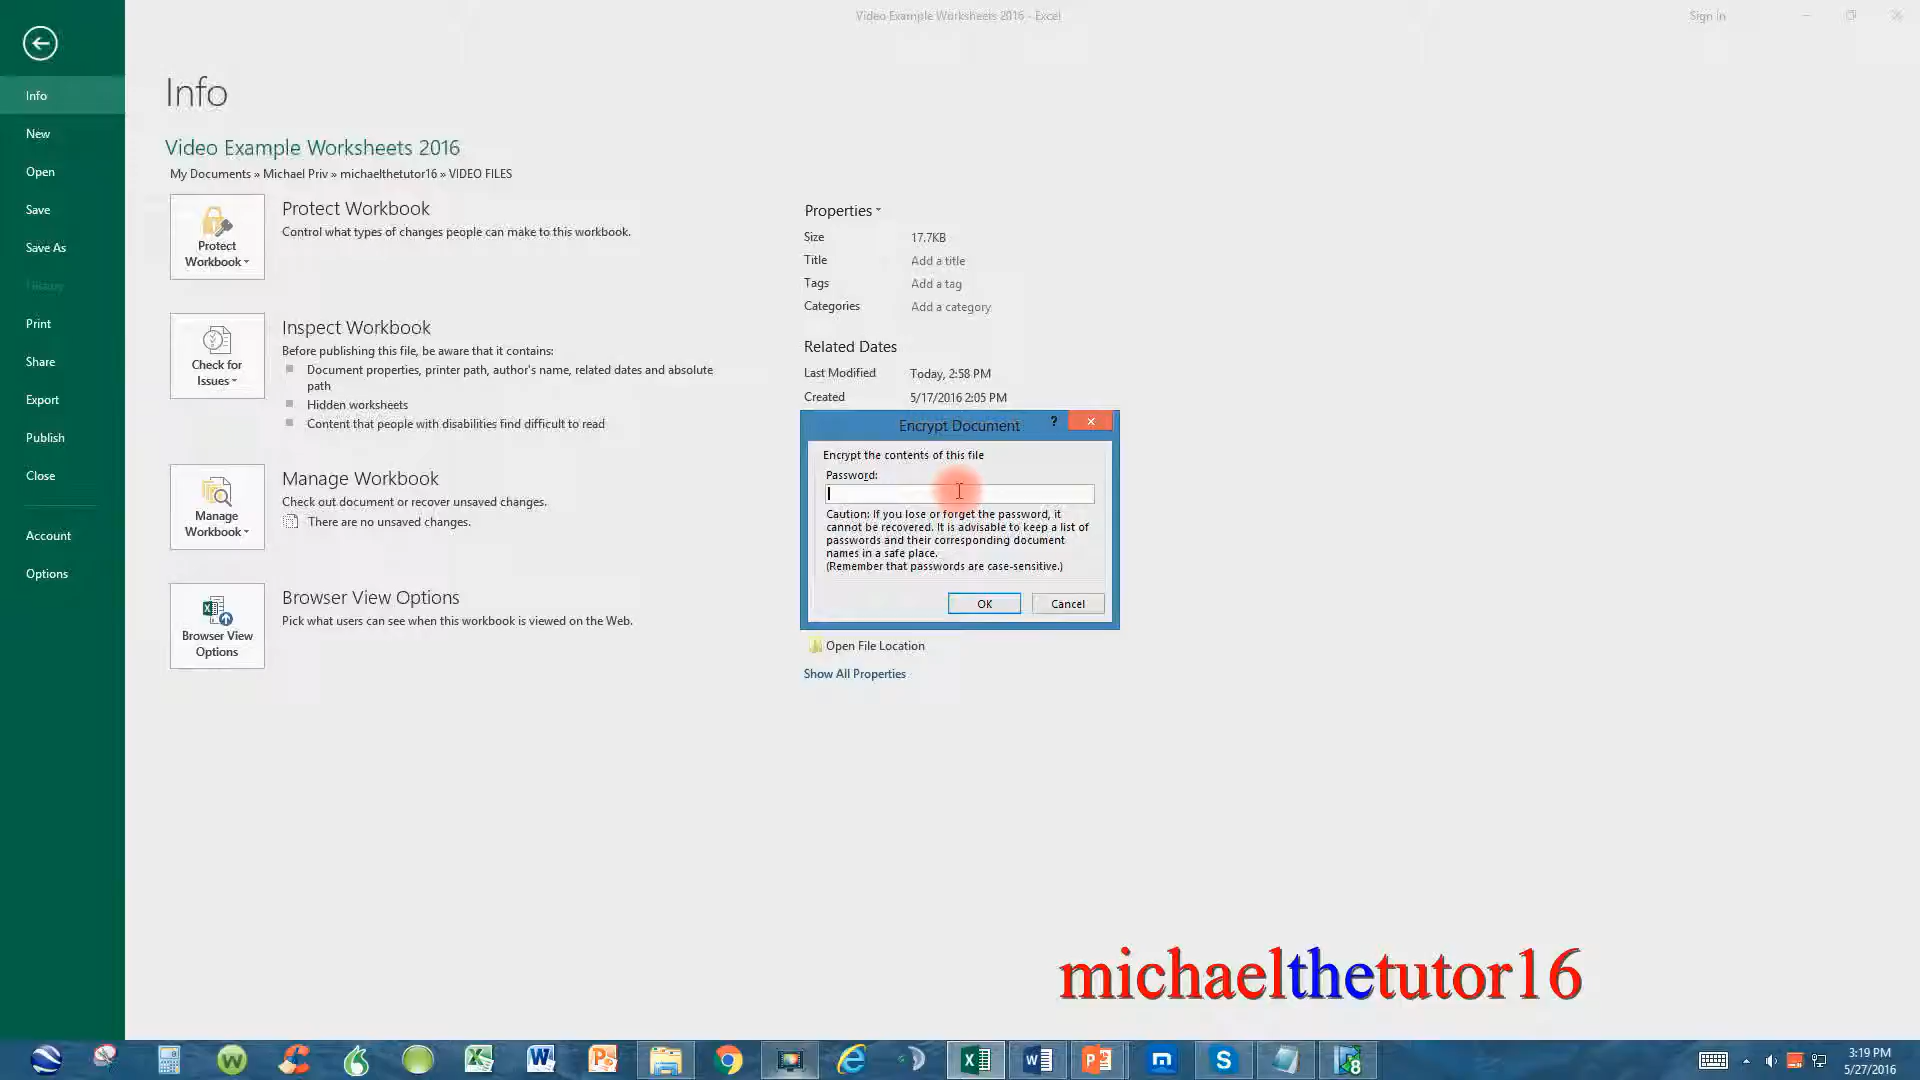 Video Example Worksheets 2016 - Excel
Sign in
Info
New
Open
Save
Save As
History
Print
Share
Export
Publish
Close
Account
Options
Info
Video Example Worksheets 2016
My Documents » Michael Priv » michaelthetutor16 » VIDEO FILES
Protect
Workbook
Protect Workbook
Control what types of changes people can make to this workbook.
Check for
Issues
Inspect Workbook
Before publishing this file, be aware that it contains:
Document properties, printer path, author's name, related dates and absolute
path
Hidden worksheets
Content that people with disabilities find difficult to read
Manage
Workbook
Manage Workbook
Check out document or recover unsaved changes.
There are no unsaved changes.
Browser View
Options
Browser View Options
Pick what users can see when this workbook is viewed on the Web.
Properties
Size 17.7KB
Title Add a title
Tags Add a tag
Categories Add a category
Related Dates
Last Modified Today, 2:58 PM
Created 5/17/2016 2:05 PM
Encrypt Document
?
Encrypt the contents of this file
Password:
Caution: If you lose or forget the password, it
cannot be recovered. It is advisable to keep a list of
passwords and their corresponding document
names in a safe place.
(Remember that passwords are case-sensitive.)
OK Cancel
Open File Location
Show All Properties
michaelthetutor16
3:19 PM
5/27/2016